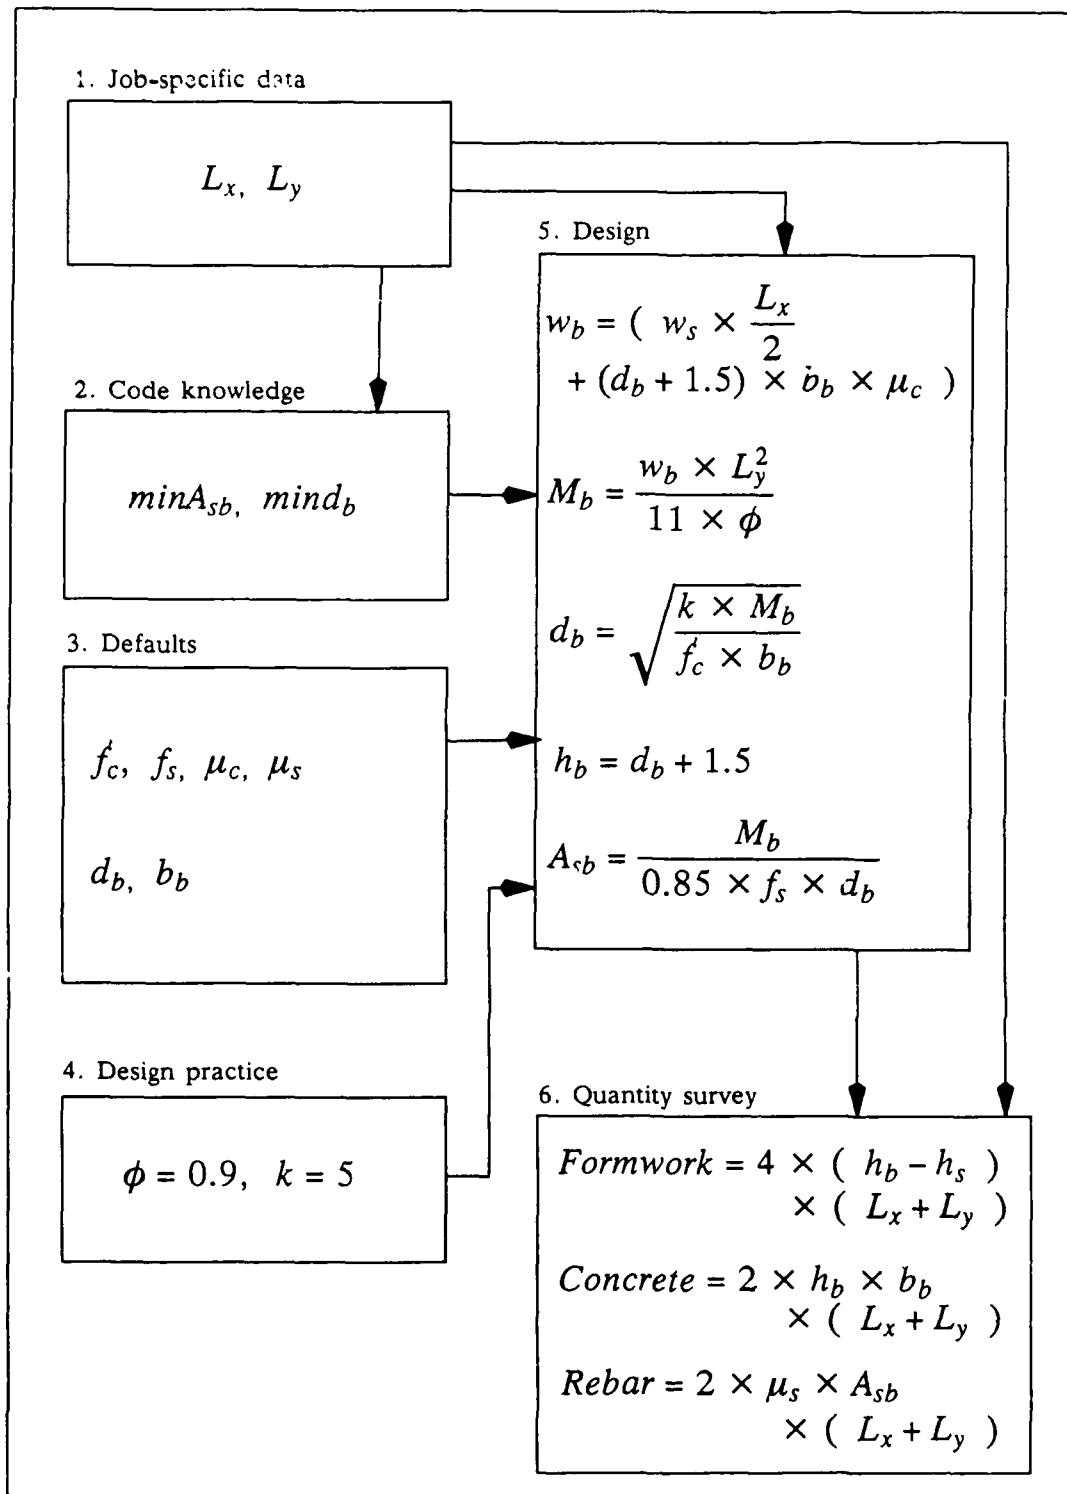 1. Job-specific data
L_x, L_y
2. Code knowledge
minA_sb, mind_b
3. Defaults
f'_c, f_s, μ_c, μ_s
d_b, b_b
4. Design practice
φ = 0.9, k = 5
5. Design
w_b = ( w_s × L_x / 2
+ (d_b + 1.5) × b_b × μ_c )
M_b = (w_b × L_y^2) / (11 × φ)
d_b = √((k × M_b) / (f'_c × b_b))
h_b = d_b + 1.5
A_sb = M_b / (0.85 × f_s × d_b)
6. Quantity survey
Formwork = 4 × ( h_b − h_s )
× ( L_x + L_y )
Concrete = 2 × h_b × b_b
× ( L_x + L_y )
Rebar = 2 × μ_s × A_sb
× ( L_x + L_y )